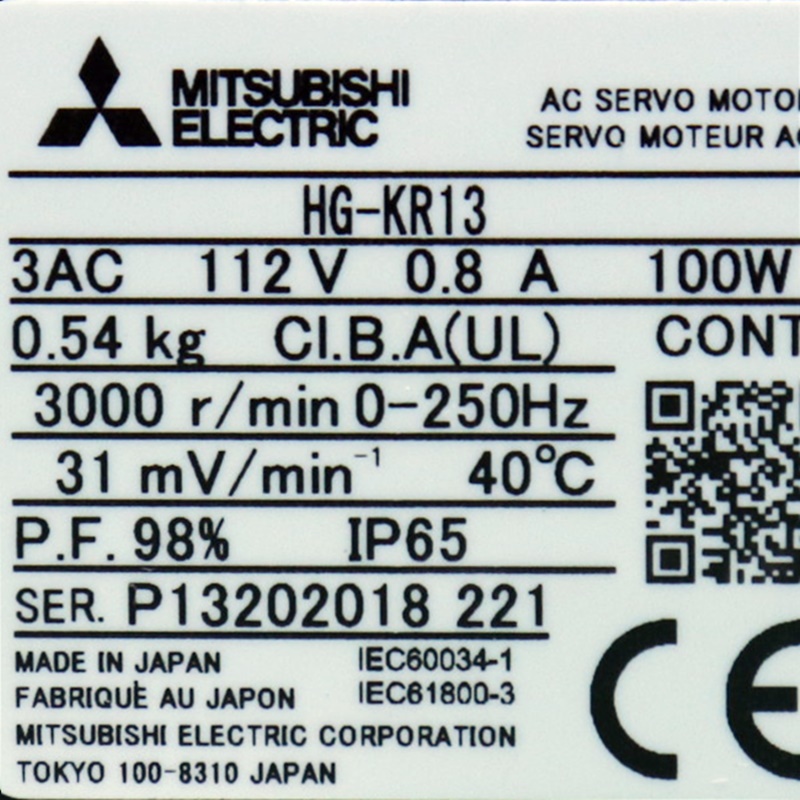 MITSUBISHI
ELECTRIC
AC SERVO MOTO
SERVO MOTEUR A
HG-KR13
3AC 112 V 0.8 A 100W
0.54 kg Cl.B.A(UL) CONT
3000 r/min 0-250Hz
31 mV/min⁻¹ 40℃
P.F. 98% IP65
SER. P13202018 221
MADE IN JAPAN IEC60034-1
FABRIQUÈ AU JAPON IEC61800-3
MITSUBISHI ELECTRIC CORPORATION
TOKYO 100-8310 JAPAN
CE